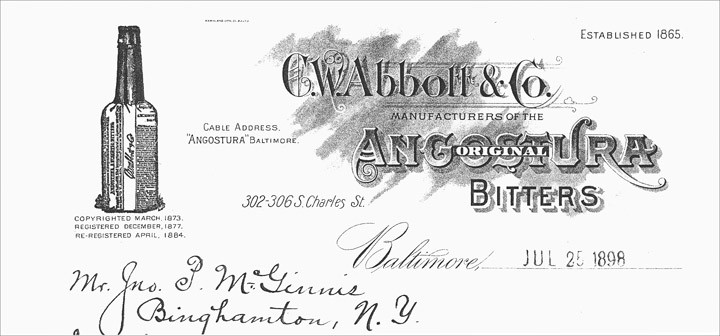 ESTABLISHED 1865.
C.W. Abbott & Co.
MANUFACTURERS OF THE
CABLE ADDRESS.
"ANGOSTURA" BALTIMORE.
ANGOSTURA
ORIGINAL
BITTERS
302-306 S. Charles St.
COPYRIGHTED MARCH, 1873.
REGISTERED DECEMBER, 1877.
RE-REGISTERED APRIL, 1884.
Baltimore, JUL 25 1898
Mr. Jno. P. McGinnis
Binghamton, N. Y.